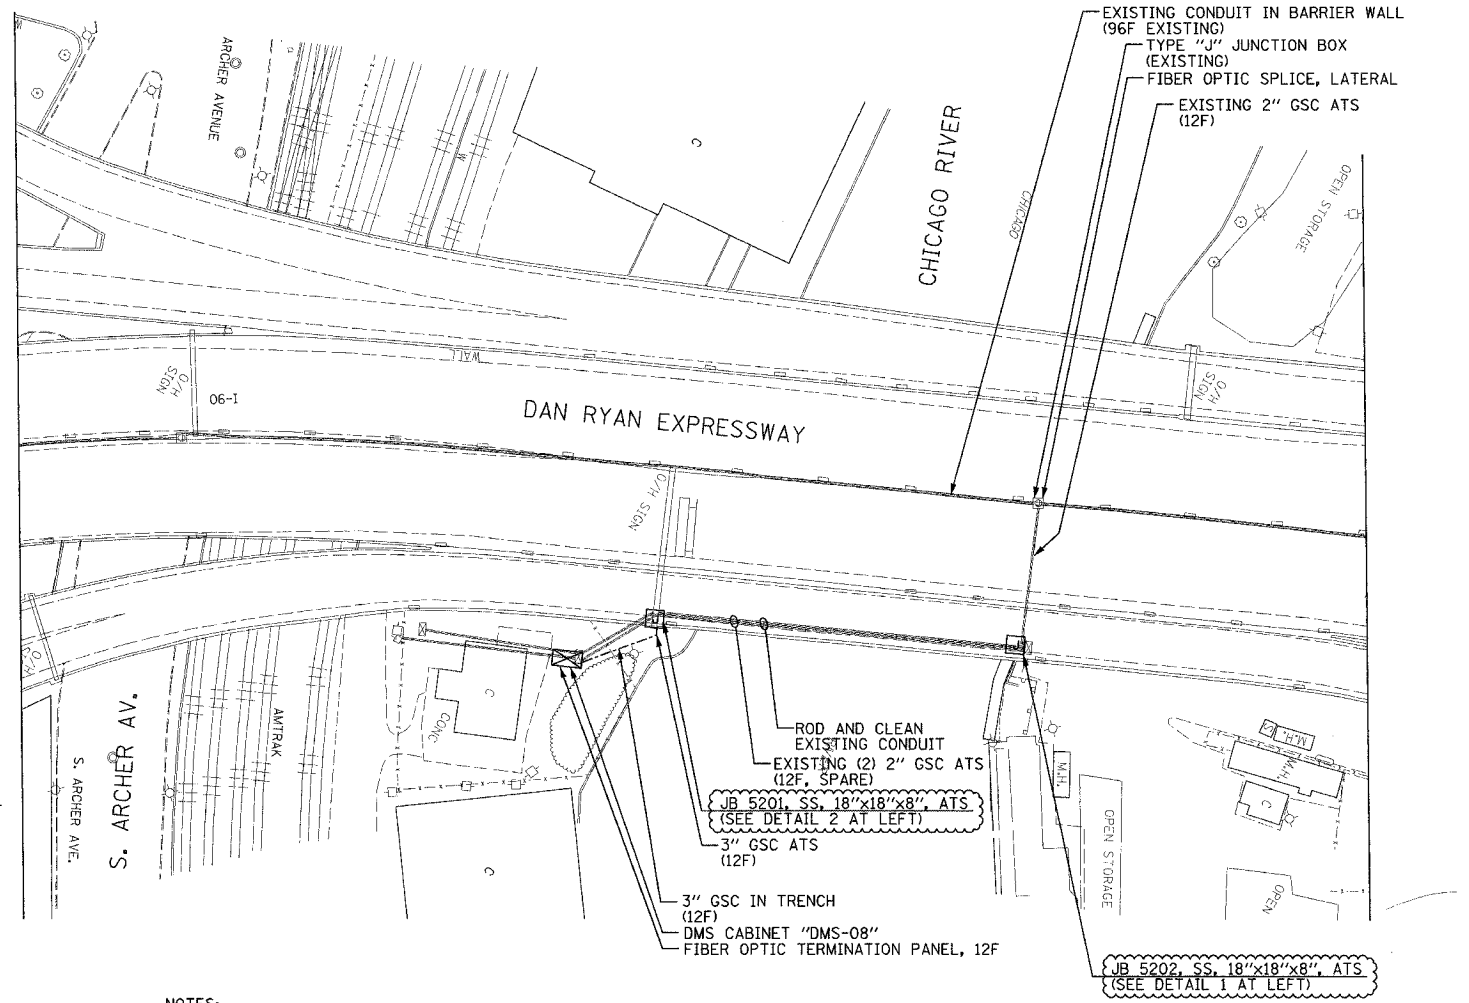 EXISTING CONDUIT IN BARRIER WALL
(96F EXISTING)
TYPE "J" JUNCTION BOX
(EXISTING)
FIBER OPTIC SPLICE, LATERAL
EXISTING 2" GSC ATS
(12F)
ARCHER AVENUE
W
C
CHICAGO RIVER
CHICAGO
OPEN STORAGE
O/H
SIGN
I-90
WALL
DAN RYAN EXPRESSWAY
O/H
SIGN
O/H SIGN
O/H
S. ARCHER AV.
S. ARCHER AVE.
AMTRAK
C
CONC
C
ROD AND CLEAN
EXISTING CONDUIT
EXISTING (2) 2" GSC ATS
(12F, SPARE)
JB 5201, SS, 18"x18"x8", ATS
(SEE DETAIL 2 AT LEFT)
3" GSC ATS
(12F)
3" GSC IN TRENCH
(12F)
DMS CABINET "DMS-08"
FIBER OPTIC TERMINATION PANEL, 12F
M.H.
OPEN STORAGE
S
M.H.
M.H.
C
OPEN
JB 5202, SS, 18"x18"x8", ATS
(SEE DETAIL 1 AT LEFT)
NOTES: